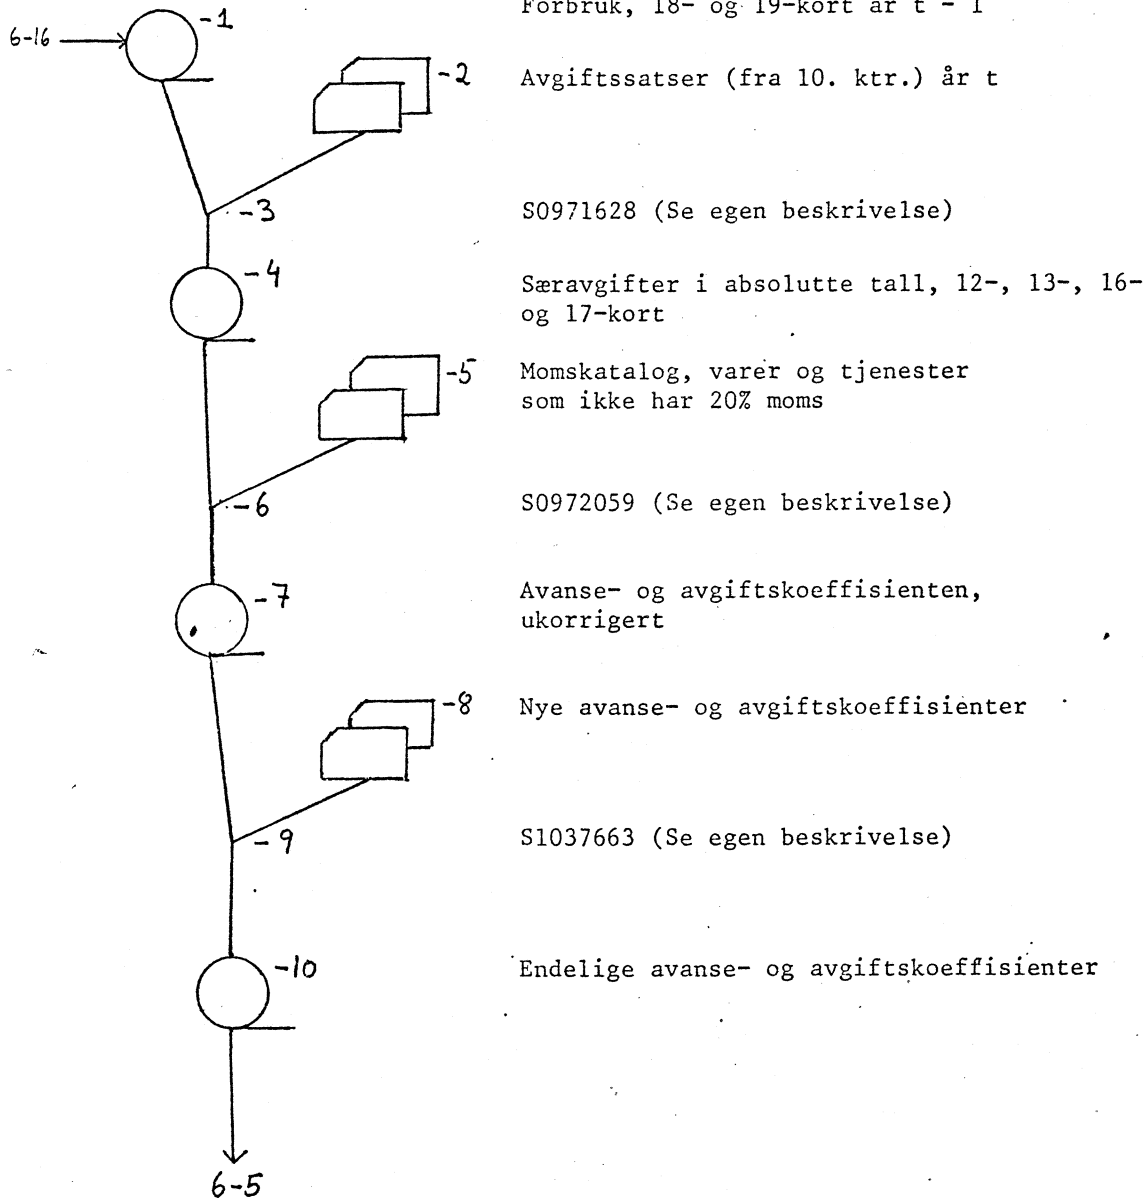 Forbruk, 18- og 19-kort år t - 1
-1
6-16
-2
Avgiftssatser (fra 10. ktr.) år t
-3
S0971628 (Se egen beskrivelse)
-4
Særavgifter i absolutte tall, 12-, 13-, 16-
og 17-kort
-5
Momskatalog, varer og tjenester
som ikke har 20% moms
-6
S0972059 (Se egen beskrivelse)
-7
Avanse- og avgiftskoeffisienten,
ukorrigert
-8
Nye avanse- og avgiftskoeffisienter
-9
S1037663 (Se egen beskrivelse)
-10
Endelige avanse- og avgiftskoeffisienter
6-5